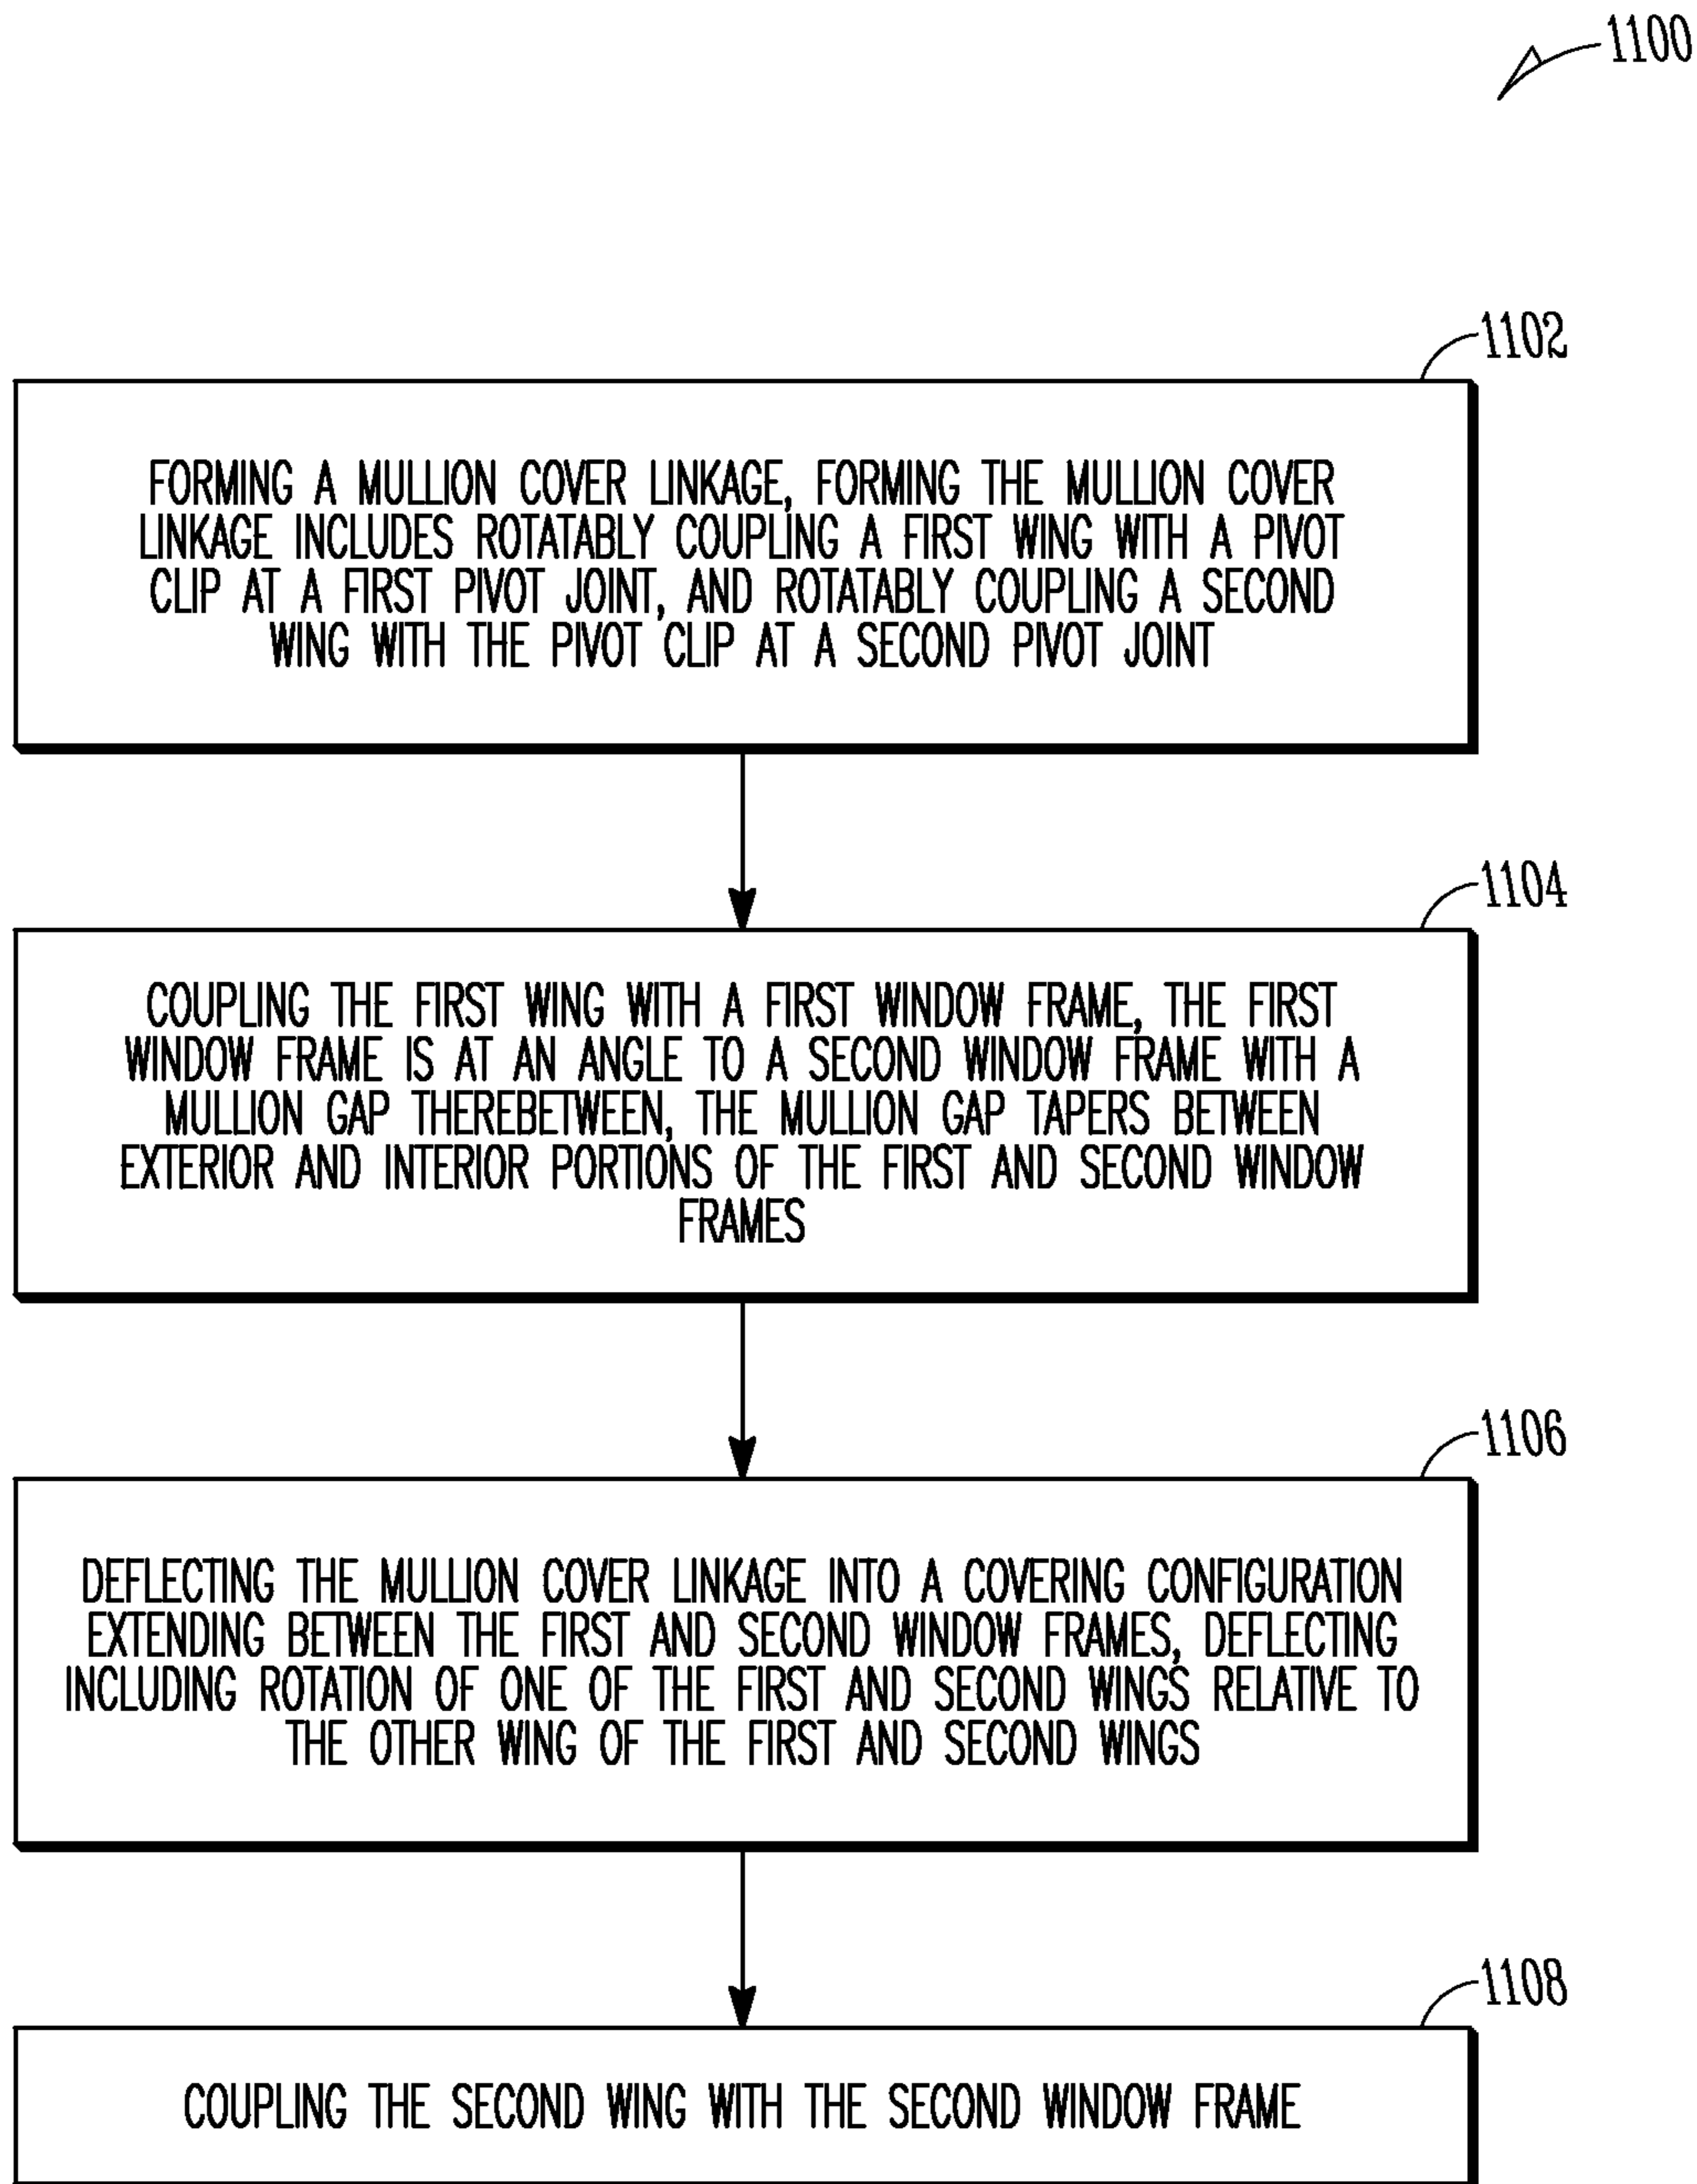 1100
1102
FORMING A MULLION COVER LINKAGE, FORMING THE MULLION COVER
LINKAGE INCLUDES ROTATABLY COUPLING A FIRST WING WITH A PIVOT
CLIP AT A FIRST PIVOT JOINT, AND ROTATABLY COUPLING A SECOND
WING WITH THE PIVOT CLIP AT A SECOND PIVOT JOINT
1104
COUPLING THE FIRST WING WITH A FIRST WINDOW FRAME, THE FIRST
WINDOW FRAME IS AT AN ANGLE TO A SECOND WINDOW FRAME WITH A
MULLION GAP THEREBETWEEN, THE MULLION GAP TAPERS BETWEEN
EXTERIOR AND INTERIOR PORTIONS OF THE FIRST AND SECOND WINDOW
FRAMES
1106
DEFLECTING THE MULLION COVER LINKAGE INTO A COVERING CONFIGURATION
EXTENDING BETWEEN THE FIRST AND SECOND WINDOW FRAMES, DEFLECTING
INCLUDING ROTATION OF ONE OF THE FIRST AND SECOND WINGS RELATIVE TO
THE OTHER WING OF THE FIRST AND SECOND WINGS
1108
COUPLING THE SECOND WING WITH THE SECOND WINDOW FRAME